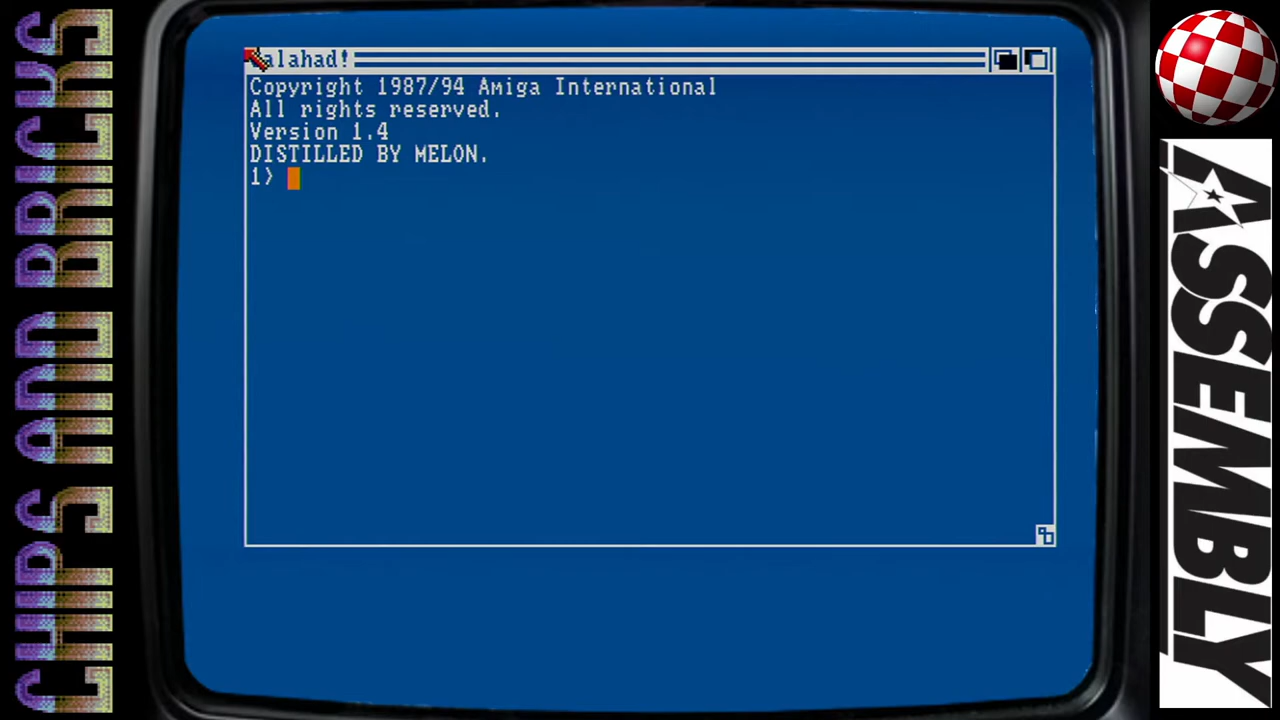 CHIPS AND BRICKS
alahad!
Copyright 1987/94 Amiga International
All rights reserved.
Version 1.4
DISTILLED BY MELON.
1>
ASSEMBLY